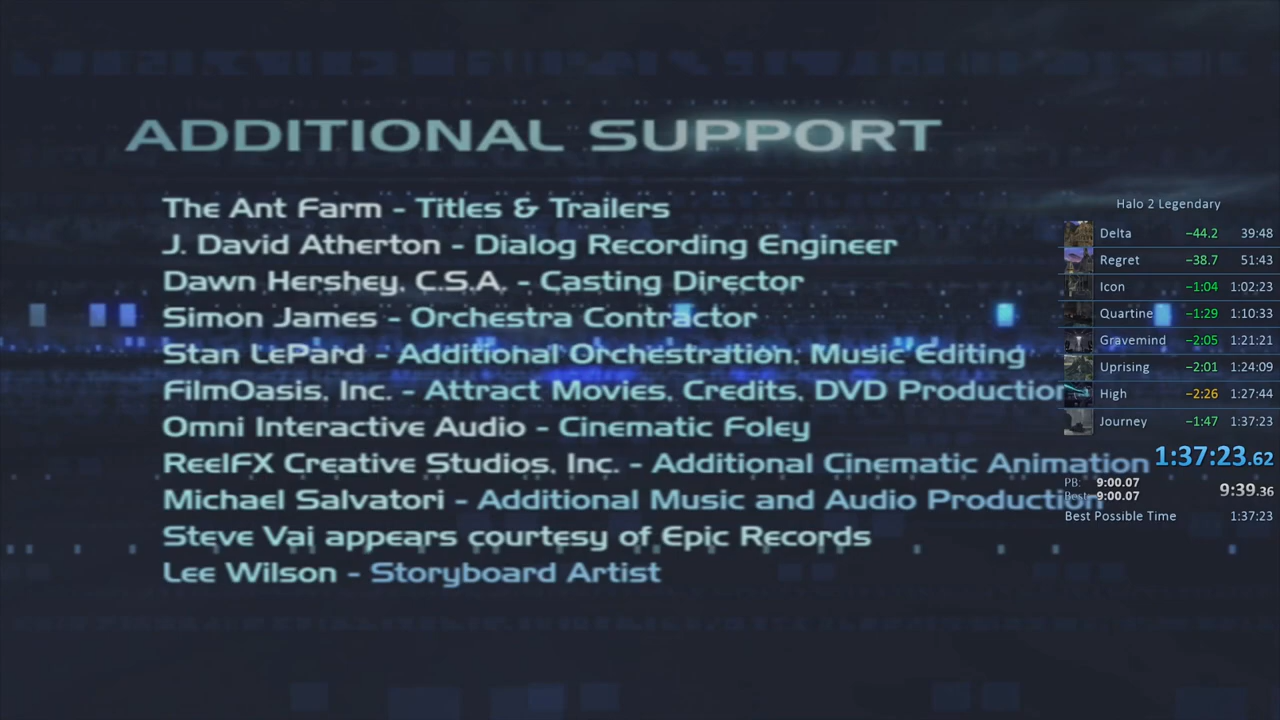 ADDITIONAL SUPPORT
The Ant Farm - Titles & Trailers
J. David Atherton - Dialog Recording Engineer
Dawn Hershey, C.S.A. - Casting Director
Simon James - Orchestra Contractor
Stan LePard - Additional Orchestration, Music Editing
FilmOasis, Inc. - Attract Movies, Credits, DVD Production
Omni Interactive Audio - Cinematic Foley
ReelFX Creative Studios, Inc. - Additional Cinematic Animation
Michael Salvatori - Additional Music and Audio Production
Steve Vai appears courtesy of Epic Records
Lee Wilson - Storyboard Artist
Halo 2 Legendary
Delta −44.2 39:48
Regret −38.7 51:43
Icon −1:04 1:02:23
Quartine −1:29 1:10:33
Gravemind −2:05 1:21:21
Uprising −2:01 1:24:09
High −2:26 1:27:44
Journey −1:47 1:37:23
1:37:23.62
PB: 9:00.07
Best: 9:00.07
9:39.36
Best Possible Time 1:37:23